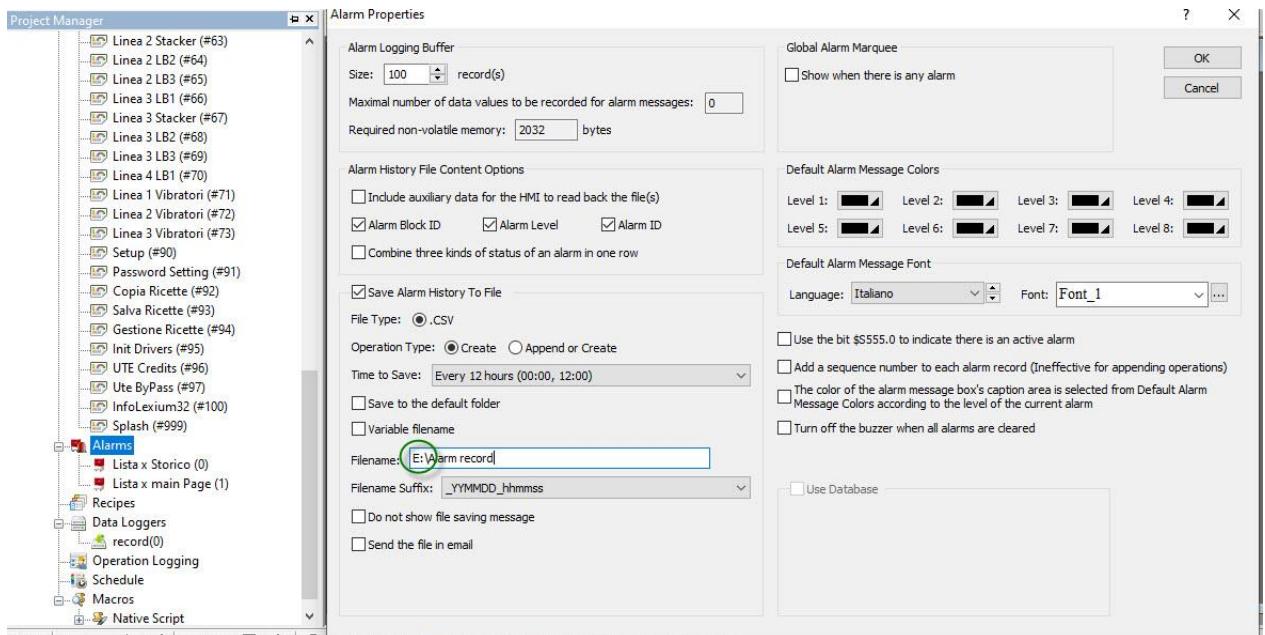 Project Manager
Linea 2 Stacker (#63)
Linea 2 LB2 (#64)
Linea 2 LB3 (#65)
Linea 3 LB1 (#66)
Linea 3 Stacker (#67)
Linea 3 LB2 (#68)
Linea 3 LB3 (#69)
Linea 4 LB1 (#70)
Linea 1 Vibratori (#71)
Linea 2 Vibratori (#72)
Linea 3 Vibratori (#73)
Setup (#90)
Password Setting (#91)
Copia Ricette (#92)
Salva Ricette (#93)
Gestione Ricette (#94)
Init Drivers (#95)
UTE Credits (#96)
Ute ByPass (#97)
InfoLexium32 (#100)
Splash (#999)
Alarms
Lista x Storico (0)
Lista x main Page (1)
Recipes
Data Loggers
record(0)
Operation Logging
Schedule
Macros
Native Script
Alarm Properties
Alarm Logging Buffer
Size: 100 record(s)
Maximal number of data values to be recorded for alarm messages: 0
Required non-volatile memory: 2032 bytes
Alarm History File Content Options
Include auxiliary data for the HMI to read back the file(s)
Alarm Block ID Alarm Level Alarm ID
Combine three kinds of status of an alarm in one row
Save Alarm History To File
File Type: .CSV
Operation Type: Create Append or Create
Time to Save: Every 12 hours (00:00, 12:00)
Save to the default folder
Variable filename
Filename: E:\Alarm record
Filename Suffix: _YYMMDD_hhmmss
Do not show file saving message
Send the file in email
Global Alarm Marquee
Show when there is any alarm
OK
Cancel
Default Alarm Message Colors
Level 1: Level 2: Level 3: Level 4:
Level 5: Level 6: Level 7: Level 8:
Default Alarm Message Font
Language: Italiano Font: Font_1 ...
Use the bit $S555.0 to indicate there is an active alarm
Add a sequence number to each alarm record (Ineffective for appending operations)
The color of the alarm message box's caption area is selected from Default Alarm
Message Colors according to the level of the current alarm
Turn off the buzzer when all alarms are cleared
Use Database